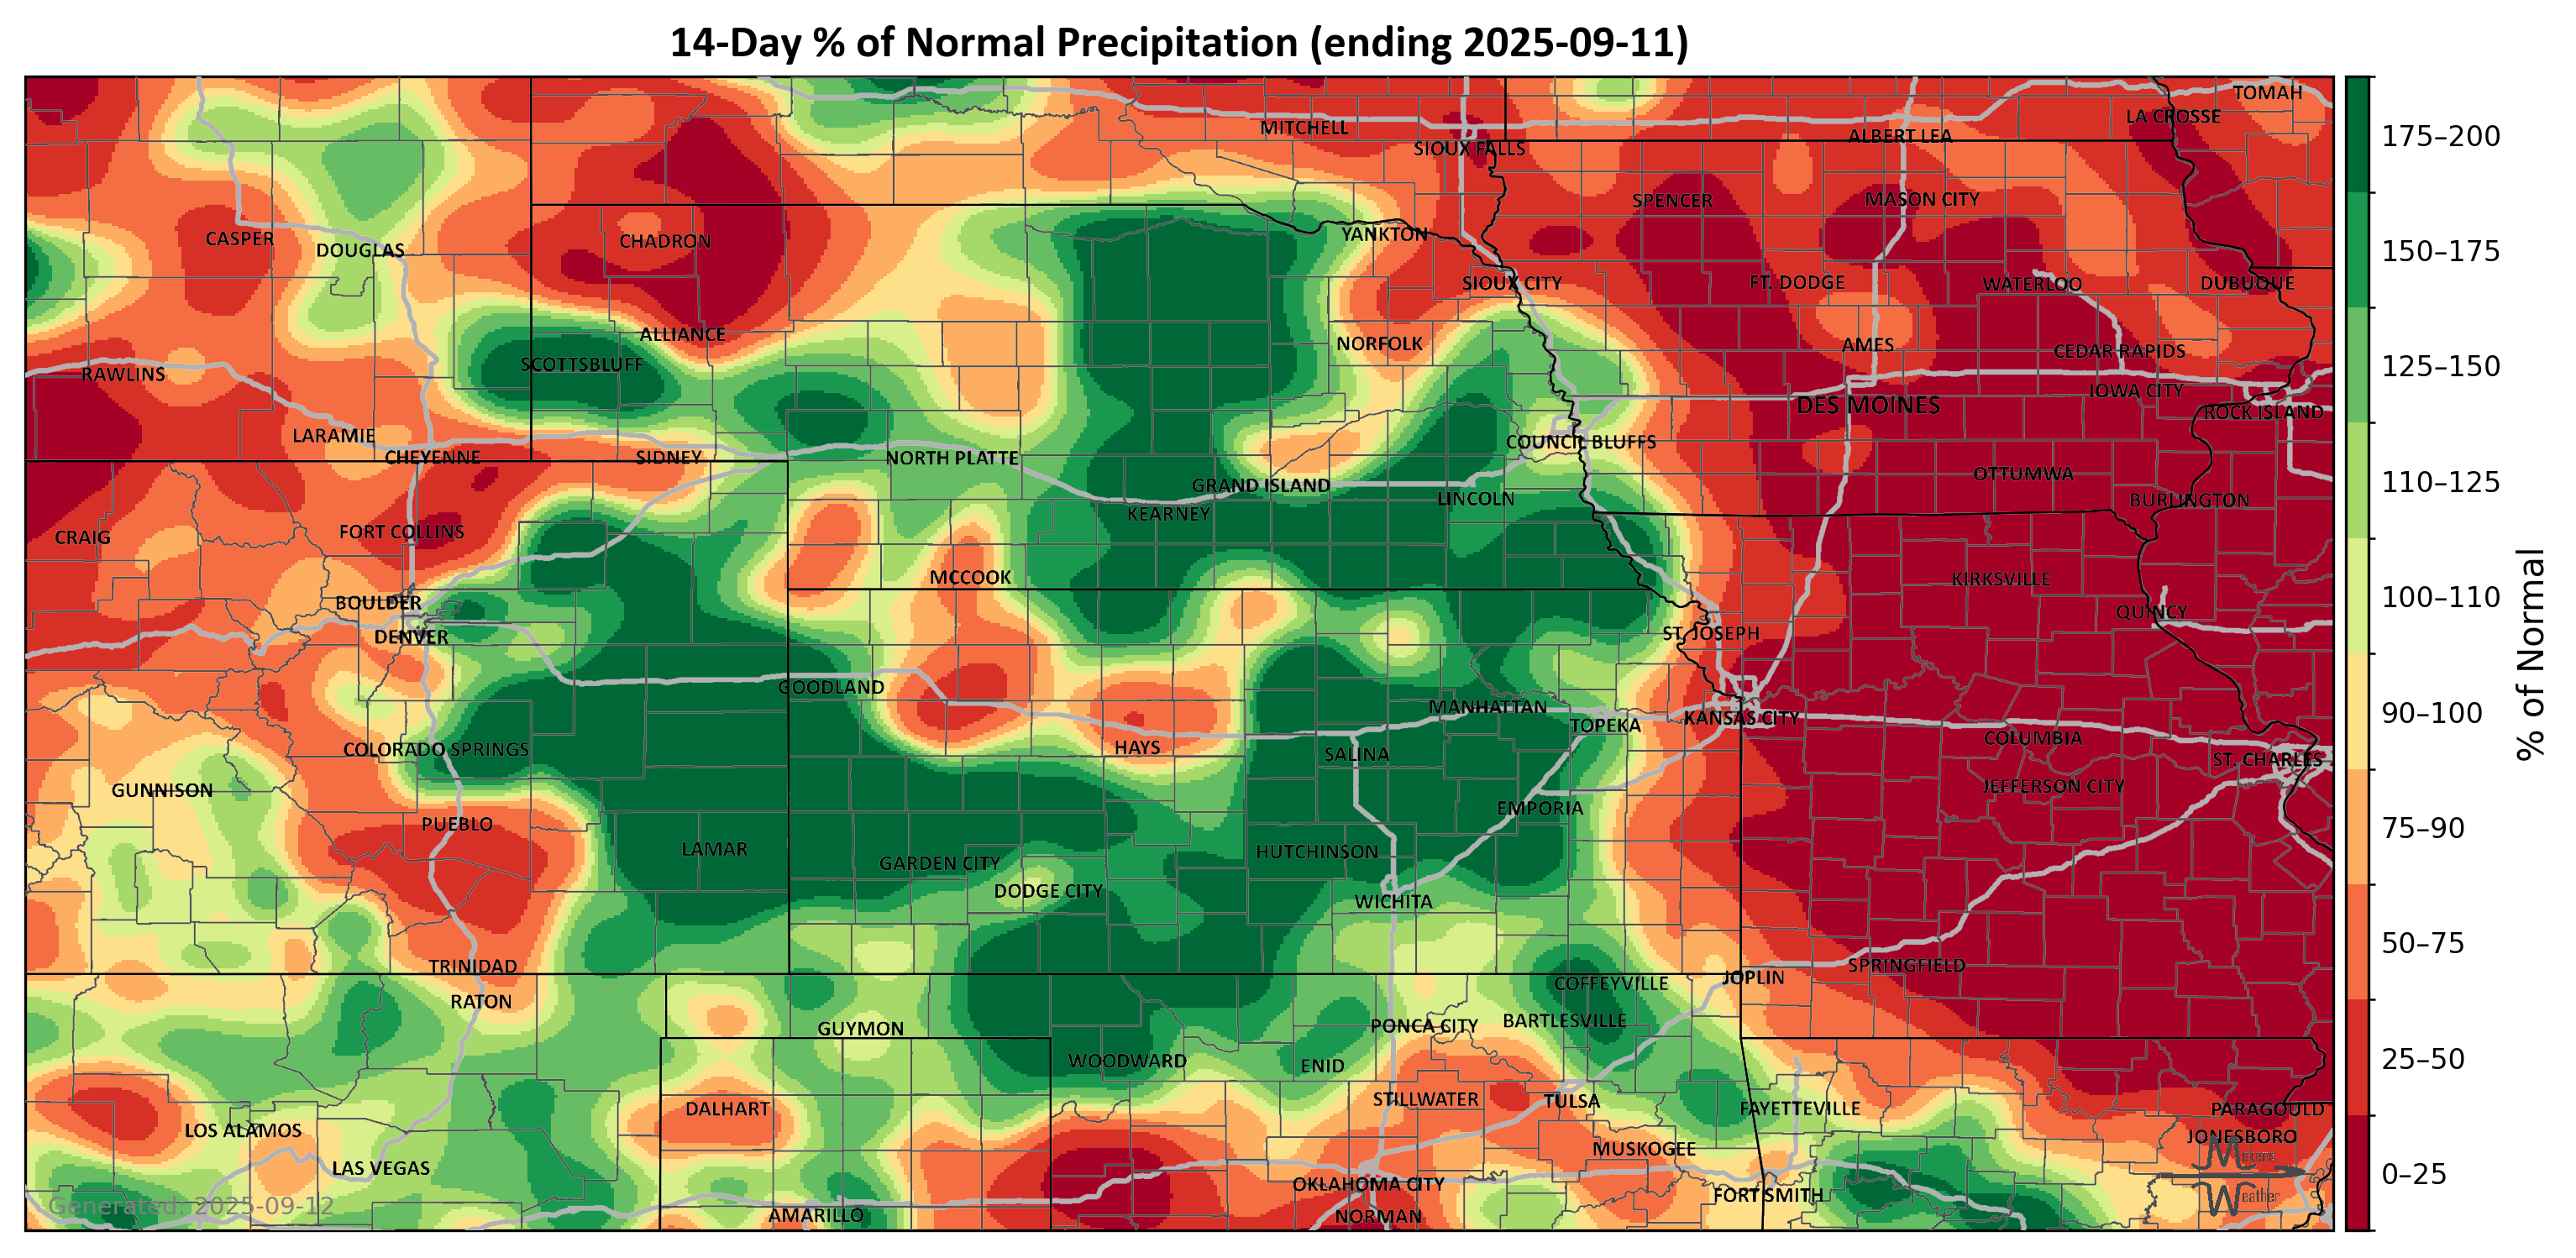 14-Day % of Normal Precipitation (ending 2025-09-11)
TOMAH
LA CROSSE
MITCHELL
ALBERT LEA
SIOUX FALLS
SPENCER
MASON CITY
CASPER
DOUGLAS
CHADRON
YANKTON
SIOUX CITY
FT. DODGE
WATERLOO
DUBUQUE
ALLIANCE
NORFOLK
AMES
CEDAR RAPIDS
SCOTTSBLUFF
RAWLINS
IOWA CITY
DES MOINES
ROCK ISLAND
LARAMIE
COUNCIL BLUFFS
CHEYENNE
SIDNEY
NORTH PLATTE
OTTUMWA
GRAND ISLAND
LINCOLN
BURLINGTON
KEARNEY
CRAIG
FORT COLLINS
MCCOOK
KIRKSVILLE
BOULDER
QUINCY
DENVER
ST. JOSEPH
GOODLAND
MANHATTAN
TOPEKA
KANSAS CITY
COLUMBIA
COLORADO SPRINGS
HAYS
SALINA
ST. CHARLES
GUNNISON
JEFFERSON CITY
EMPORIA
PUEBLO
LAMAR
GARDEN CITY
HUTCHINSON
DODGE CITY
WICHITA
TRINIDAD
SPRINGFIELD
JOPLIN
COFFEYVILLE
RATON
GUYMON
PONCA CITY
BARTLESVILLE
WOODWARD
ENID
STILLWATER
TULSA
DALHART
FAYETTEVILLE
PARAGOULD
LOS ALAMOS
JONESBORO
MUSKOGEE
LAS VEGAS
OKLAHOMA CITY
FORT SMITH
AMARILLO
NORMAN
Generated: 2025-09-12
Makens
Weather
175–200
150–175
125–150
110–125
100–110
90–100
75–90
50–75
25–50
0–25
% of Normal